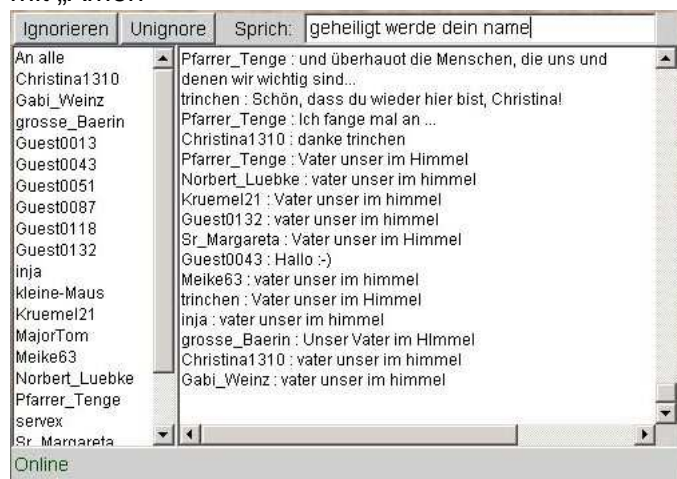 Ignorieren Unignore Sprich: geheiligt werde dein name
An alle
Christina1310
Gabi_Weinz
grosse_Baerin
Guest0013
Guest0043
Guest0051
Guest0087
Guest0118
Guest0132
inja
kleine-Maus
Kruemel21
MajorTom
Meike63
Norbert_Luebke
Pfarrer_Tenge
servex
Sr_Margareta
Pfarrer_Tenge : und überhauot die Menschen, die uns und
denen wir wichtig sind...
trinchen : Schön, dass du wieder hier bist, Christina!
Pfarrer_Tenge : Ich fange mal an ...
Christina1310 : danke trinchen
Pfarrer_Tenge : Vater unser im Himmel
Norbert_Luebke : vater unser im himmel
Kruemel21 : Vater unser im himmel
Guest0132 : vater unser im himmel
Sr_Margareta : Vater unser im Himmel
Guest0043 : Hallo :-)
Meike63 : vater unser im himmel
trinchen : Vater unser im Himmel
inja : vater unser im himmel
grosse_Baerin : Unser Vater im HImmel
Christina1310 : vater unser im himmel
Gabi_Weinz : vater unser im himmel
Online